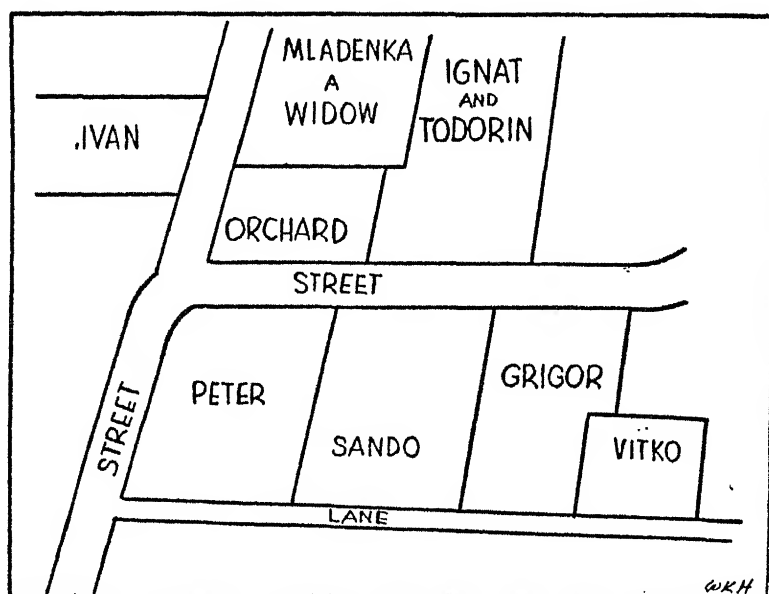 MLADENKA
A
WIDOW
IGNAT
AND
TODORIN
.IVAN
ORCHARD
STREET
PETER
SANDO
GRIGOR
VITKO
STREET
LANE
WKH